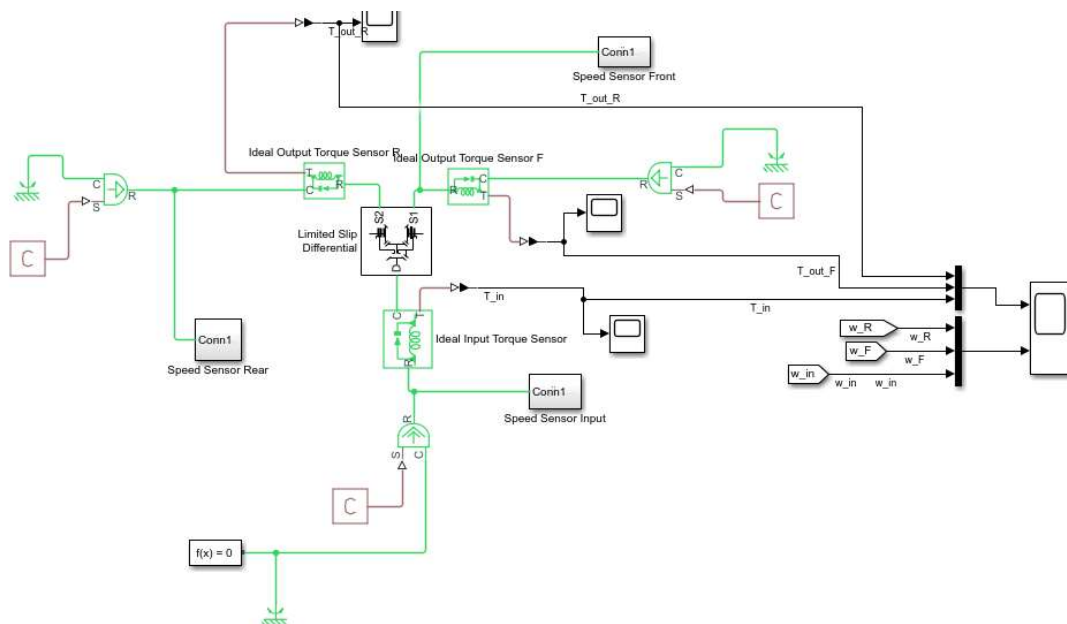 T_out_R
Conn1
Speed Sensor Front
T_out_R
Ideal Output Torque Sensor R
Ideal Output Torque Sensor F
C
R
S
T
C
R
R
C
T
R
C
S
C
C
S2
S1
D
Limited Slip
Differential
T_out_F
T_in
T_in
C
T
R
Ideal Input Torque Sensor
Conn1
Speed Sensor Rear
w_R
w_R
w_F
w_F
w_in
w_in
w_in
Conn1
Speed Sensor Input
R
S
C
C
f(x) = 0